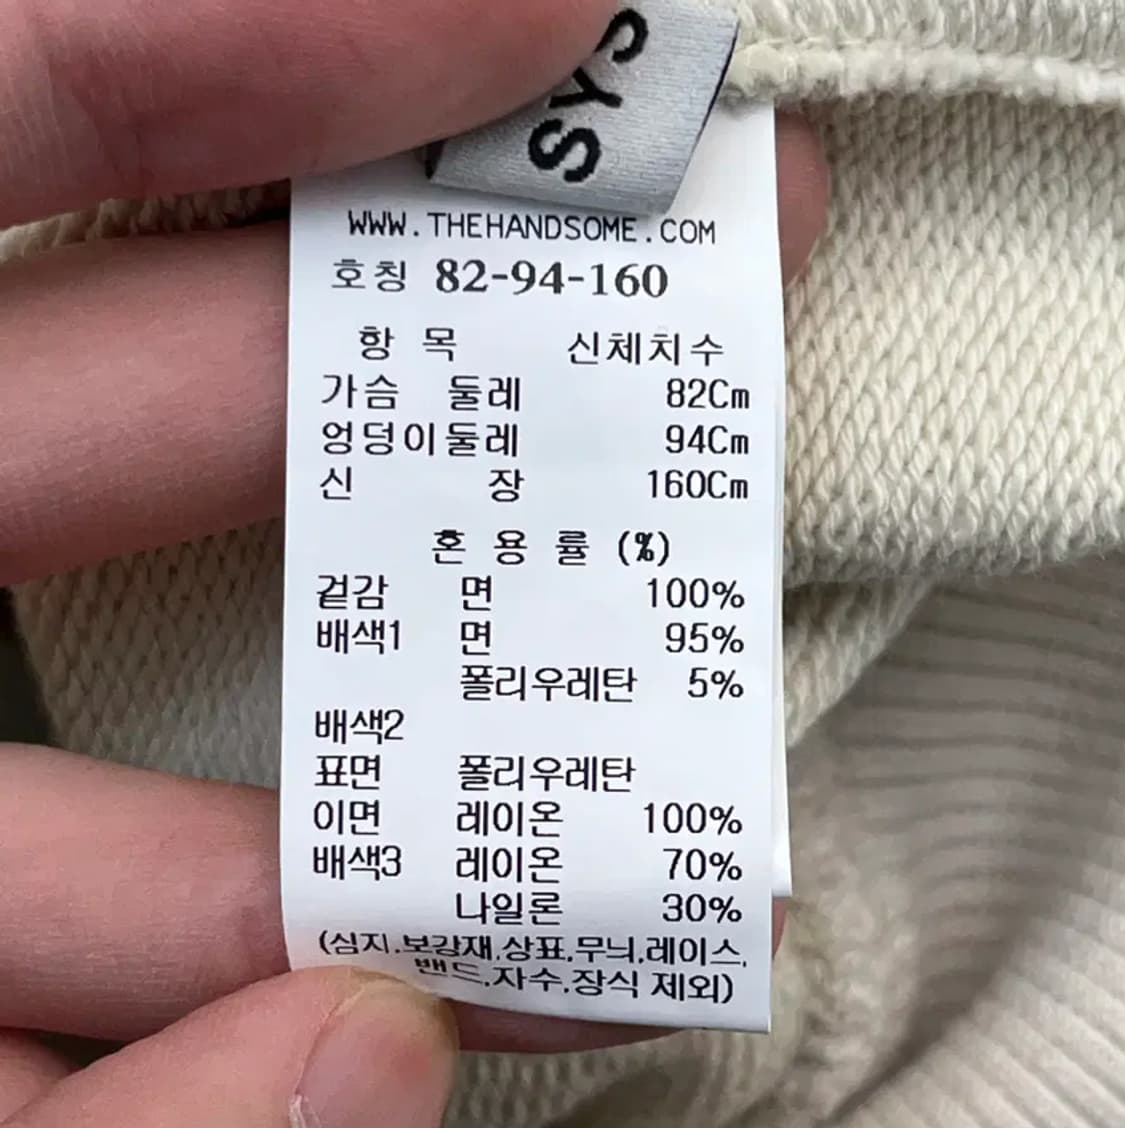 SYS
WWW.THEHANDSOME.COM
호칭 82-94-160
항 목 신체치수
가슴 둘레 82Cm
엉덩이둘레 94Cm
신 장 160Cm
혼 용 률 (%)
겉감 면 100%
배색1 면 95%
폴리우레탄 5%
배색2
표면 폴리우레탄
이면 레이온 100%
배색3 레이온 70%
나일론 30%
(심지.보강재.상표.무늬.레이스.
밴드.자수.장식 제외)